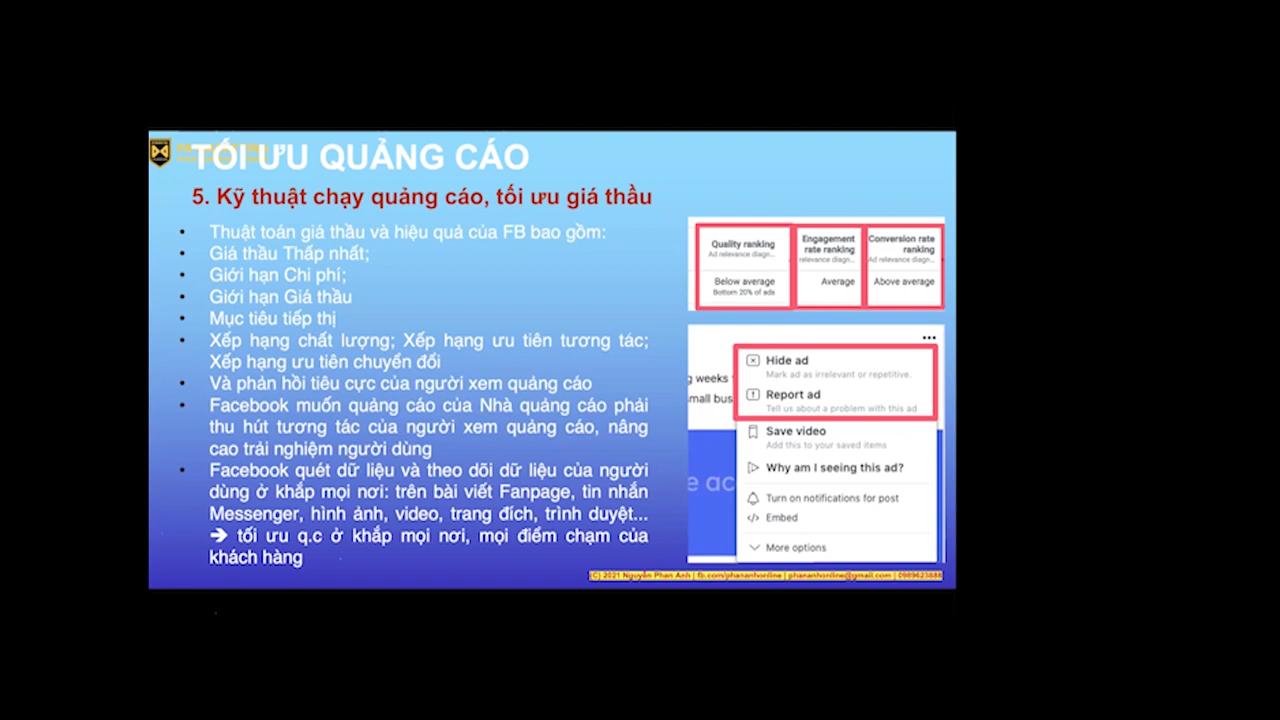 TỐI ƯU QUẢNG CÁO
5. Kỹ thuật chạy quảng cáo, tối ưu giá thầu
• Thuật toán giá thầu và hiệu quả của FB bao gồm:
• Giá thầu Thấp nhất;
• Giới hạn Chi phí;
• Giới hạn Giá thầu
• Mục tiêu tiếp thị
• Xếp hạng chất lượng; Xếp hạng ưu tiên tương tác;
Xếp hạng ưu tiên chuyển đổi
• Và phản hồi tiêu cực của người xem quảng cáo
• Facebook muốn quảng cáo của Nhà quảng cáo phải
thu hút tương tác của người xem quảng cáo, nâng
cao trải nghiệm người dùng
• Facebook quét dữ liệu và theo dõi dữ liệu của người
dùng ở khắp mọi nơi: trên bài viết Fanpage, tin nhắn
Messenger, hình ảnh, video, trang đích, trình duyệt...
➔ tối ưu q.c ở khắp mọi nơi, mọi điểm chạm của
khách hàng
Quality ranking
Ad relevance diagn...
Below average
Bottom 20% of ads
Engagement
rate ranking
relevance diagn...
Average
Conversion rate
ranking
Ad relevance diagn...
Above average
...
Hide ad
Mark ad as irrelevant or repetitive.
g weeks
Report ad
mall bus
Tell us about a problem with this ad
Save video
Add this to your saved items
Why am I seeing this ad?
e ac
Turn on notifications for post
</> Embed
More options
(C) 2021 Nguyễn Phan Anh | fb.com/phananhonline | phananhonline@gmail.com | 0989623888